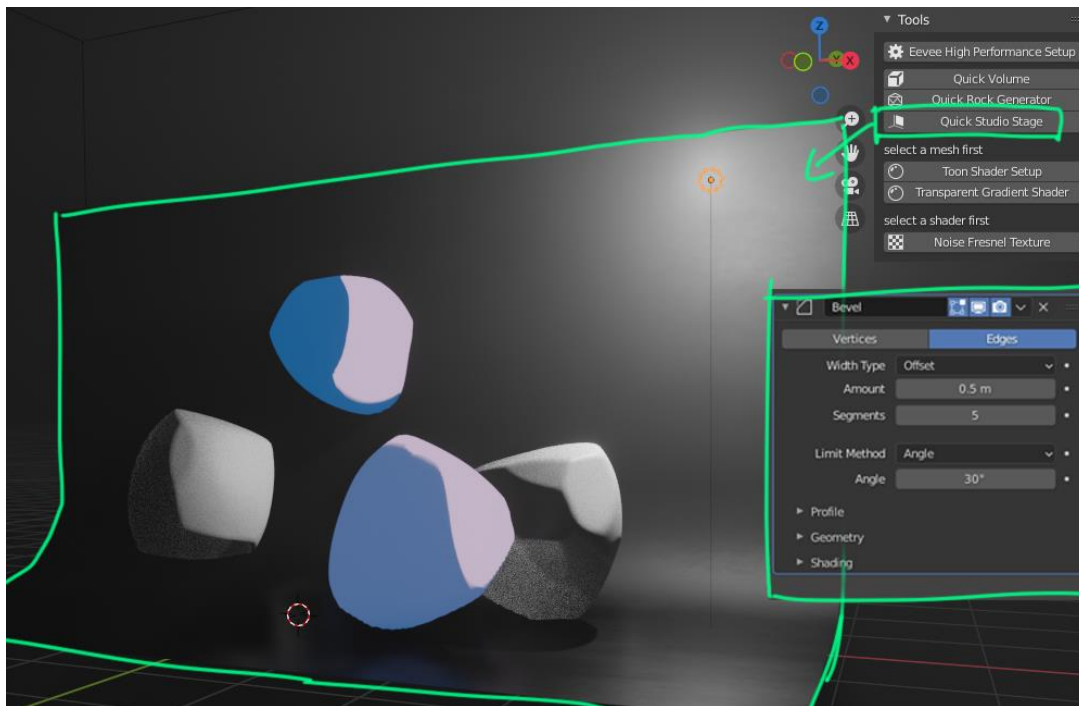 Z
Y
X
Tools
Eevee High Performance Setup
Quick Volume
Quick Rock Generator
Quick Studio Stage
select a mesh first
Toon Shader Setup
Transparent Gradient Shader
select a shader first
Noise Fresnel Texture
Bevel
Vertices Edges
Width Type Offset
Amount 0.5 m
Segments 5
Limit Method Angle
Angle 30°
Profile
Geometry
Shading